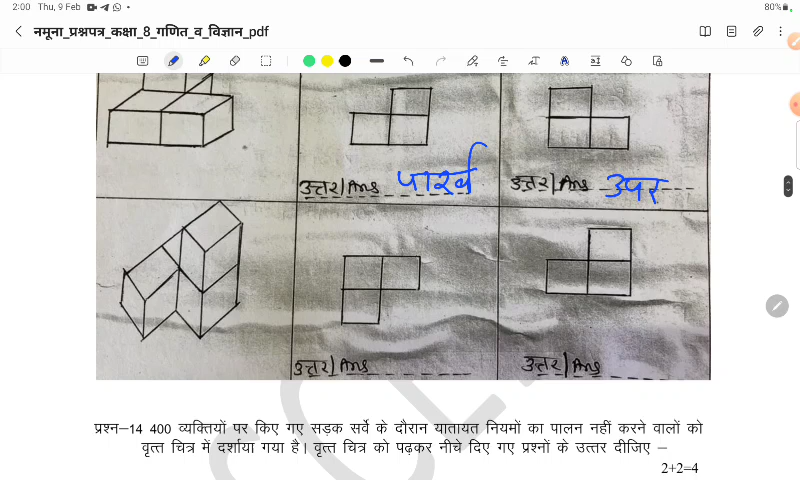 2:00 Thu, 9 Feb
80%
नमूना_प्रश्नपत्र_कक्षा_8_गणित_व_विज्ञान_pdf
उत्तर|Ans पार्श्व
उत्तर|Ans उपर
उत्तर|Ans
उत्तर|Ans
प्रश्न–14 400 व्यक्तियों पर किए गए सड़क सर्वे के दौरान यातायत नियमों का पालन नहीं करने वालों को
वृत्त चित्र में दर्शाया गया है। वृत्त चित्र को पढ़कर नीचे दिए गए प्रश्नों के उत्तर दीजिए –
2+2=4